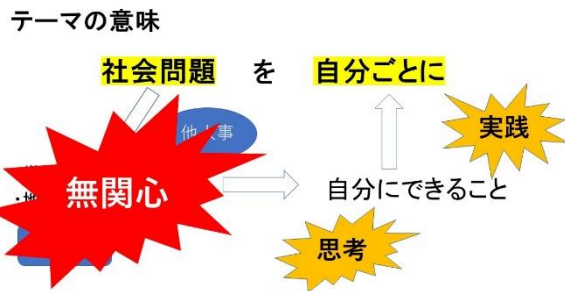 テーマの意味
社会問題 を 自分ごとに
実践
無関心
自分にできること
思考